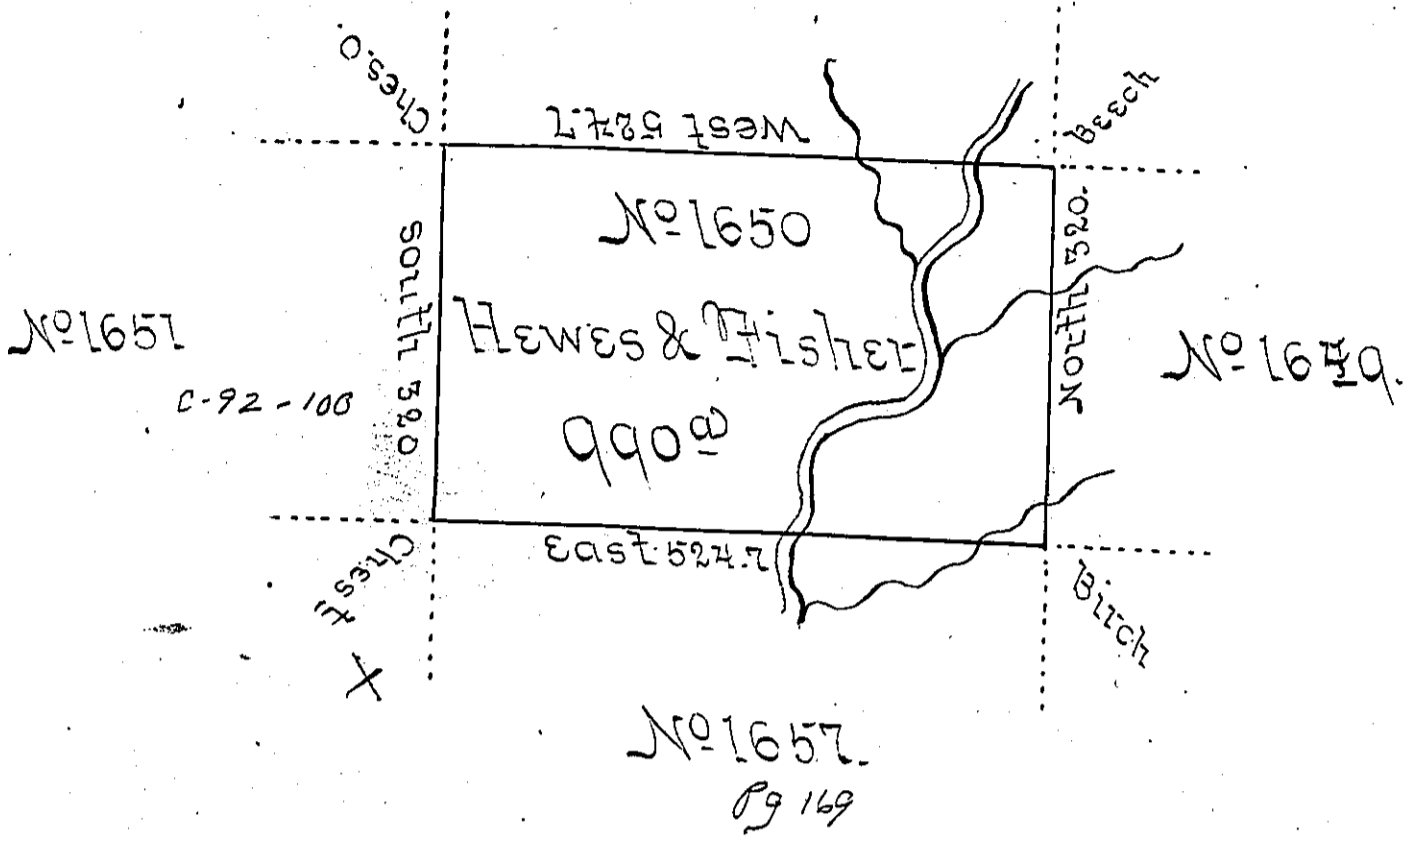 Ches.o.
West 524.7
Beech
No 1650
South 320
North 320.
No 1651
Hewes & Fisher
No 1649.
C-92-100
990 a
East 524.7
Chest
Birch
X
No 1657.
Pg 169